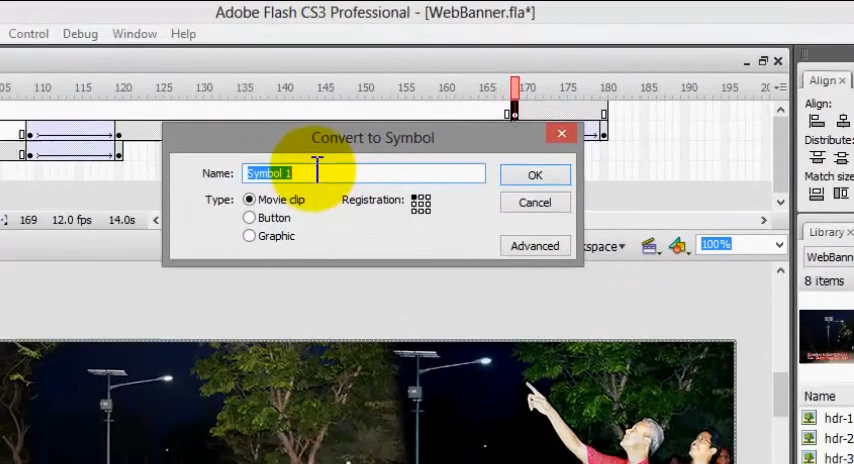 Adobe Flash CS3 Professional - [WebBanner.fla*]
Control Debug Window Help
105 110 115 120 125 130 135 140 145 150 155 160 165 170 175 180 185 190 195
Align
Align:
Distribute:
Match size
Convert to Symbol
Name: Symbol 1 OK
Type: Movie clip Registration: Cancel
Button
Graphic
Advanced
169 12.0 fps 14.0s
100%
Library
WebBann
8 items
Name
hdr-1
hdr-2
hdr-3